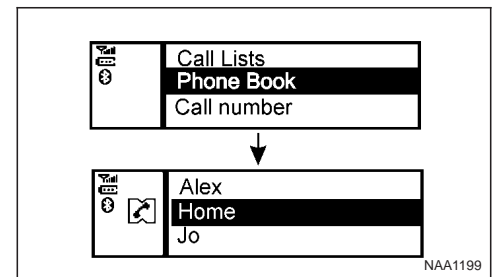 Call Lists
Phone Book
Call number
Alex
Home
Jo
NAA1199